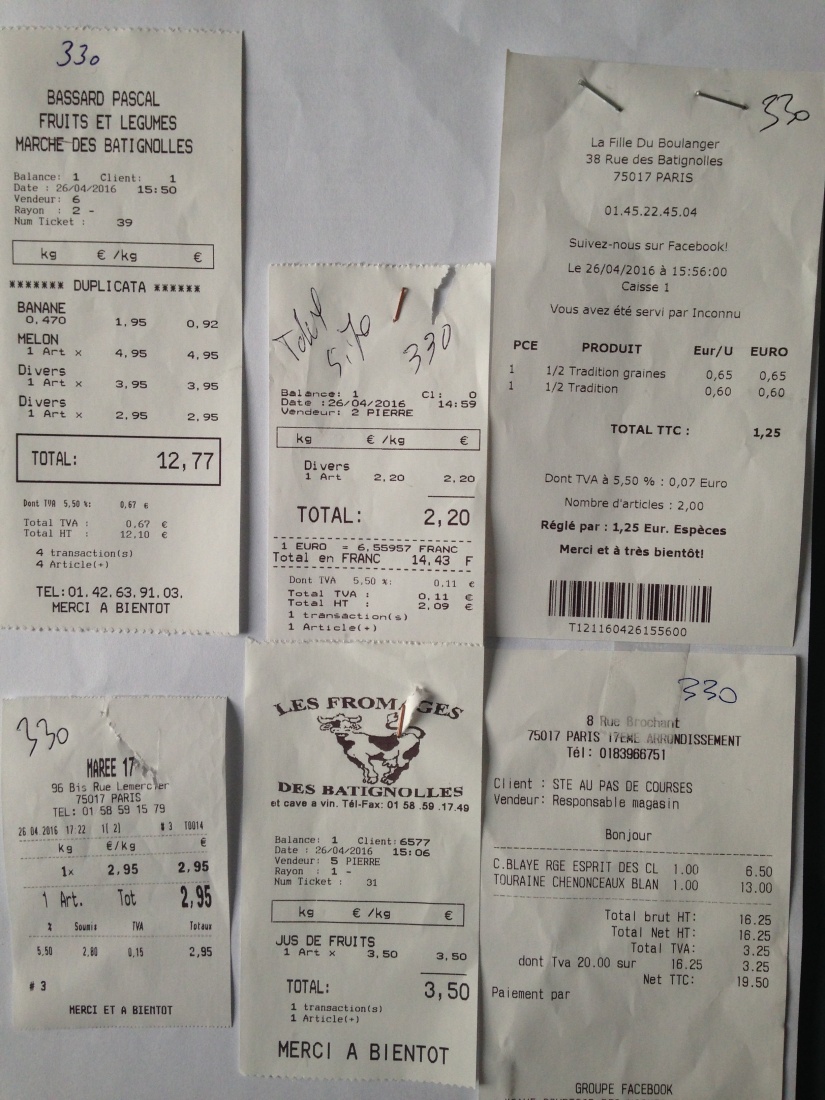 330
BASSARD PASCAL
FRUITS ET LEGUMES
MARCHE DES BATIGNOLLES
Balance: 1 Client: 1
Date : 26/04/2016 15:50
Vendeur: 6
Rayon : 2 -
Num Ticket : 39
kg € /kg €
******* DUPLICATA ******
BANANE
0,470 1,95 0,92
MELON
1 Art x 4,95 4,95
Divers
1 Art x 3,95 3,95
Divers
1 Art x 2,95 2,95
TOTAL: 12,77
Dont TVA 5,50 %: 0,67 €
Total TVA : 0,67 €
Total HT : 12,10 €
4 transaction(s)
4 Article(+)
TEL:01.42.63.91.03.
MERCI A BIENTOT
Total
5,70
330
Balance: 1 Cl: 0
Date :26/04/2016 14:59
Vendeur: 2 PIERRE
kg € /kg €
Divers
1 Art 2,20 2,20
TOTAL: 2,20
1 EURO = 6,55957 FRANC
Total en FRANC 14,43 F
Dont TVA 5,50 %: 0,11 €
Total TVA : 0,11 €
Total HT : 2,09 €
1 transaction(s)
1 Article(+)
330
La Fille Du Boulanger
38 Rue des Batignolles
75017 PARIS
01.45.22.45.04
Suivez-nous sur Facebook!
Le 26/04/2016 à 15:56:00
Caisse 1
Vous avez été servi par Inconnu
PCE PRODUIT Eur/U EURO
1 1/2 Tradition graines 0,65 0,65
1 1/2 Tradition 0,60 0,60
TOTAL TTC : 1,25
Dont TVA à 5,50 % : 0,07 Euro
Nombre d'articles : 2,00
Réglé par : 1,25 Eur. Espèces
Merci et à très bientôt!
T121160426155600
330
MAREE 17
96 Bis Rue Lemercier
75017 PARIS
TEL: 01 58 59 15 79
26 04 2016 17:22 1[ 2] # 3 T0014
kg €/kg €
1x 2,95 2,95
1 Art. Tot 2,95
% Soumis TVA Totaux
5,50 2,80 0,15 2,95
# 3
MERCI ET A BIENTOT
LES FROMAGES
DES BATIGNOLLES
et cave a vin. Tél-Fax: 01 58 .59 .17.49
Balance: 1 Client:6577
Date : 26/04/2016 15:06
Vendeur: 5 PIERRE
Rayon : 1 -
Num Ticket : 31
kg € /kg €
JUS DE FRUITS
1 Art x 3,50 3,50
TOTAL: 3,50
1 transaction(s)
1 Article(+)
MERCI A BIENTOT
330
8 Rue Brochant
75017 PARIS 17EME ARRONDISSEMENT
Tél: 0183966751
Client : STE AU PAS DE COURSES
Vendeur: Responsable magasin
Bonjour
C.BLAYE RGE ESPRIT DES CL 1.00 6.50
TOURAINE CHENONCEAUX BLAN 1.00 13.00
Total brut HT: 16.25
Total Net HT: 16.25
Total TVA: 3.25
dont Tva 20.00 sur 16.25 3.25
Net TTC: 19.50
Paiement par
GROUPE FACEBOOK